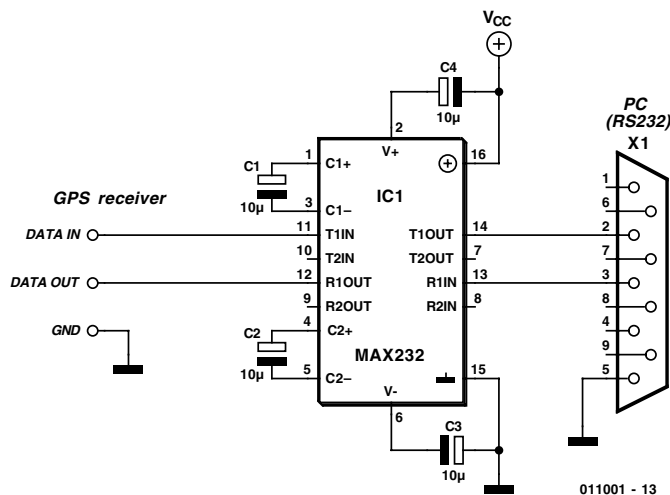 VCC
C4
10µ
PC
(RS232)
X1
2
V+
1
C1+
16
C1
10µ
IC1
GPS receiver
3
C1–
1
6
DATA IN
11
T1IN
T1OUT
14
2
10
T2IN
T2OUT
7
7
DATA OUT
12
R1OUT
R1IN
13
3
9
R2OUT
R2IN
8
8
GND
4
C2+
4
C2
10µ
MAX232
9
5
C2–
15
5
V-
6
C3
10µ
011001 - 13